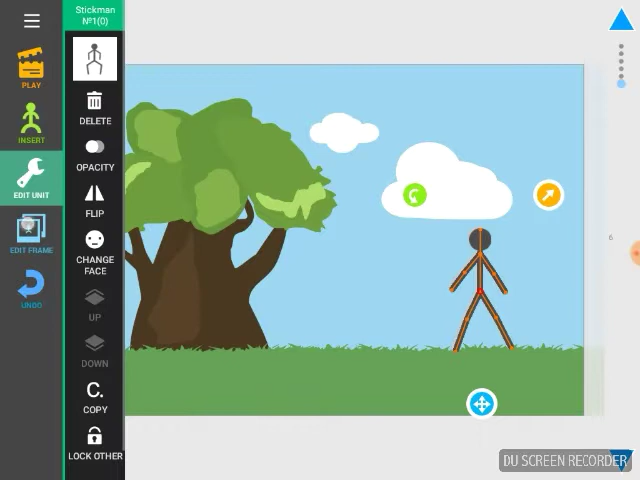 Stickman
№1(0)
PLAY
INSERT
EDIT UNIT
EDIT FRAME
UNDO
DELETE
OPACITY
FLIP
CHANGE
FACE
UP
DOWN
C.
COPY
LOCK OTHER
6
DU SCREEN RECORDER